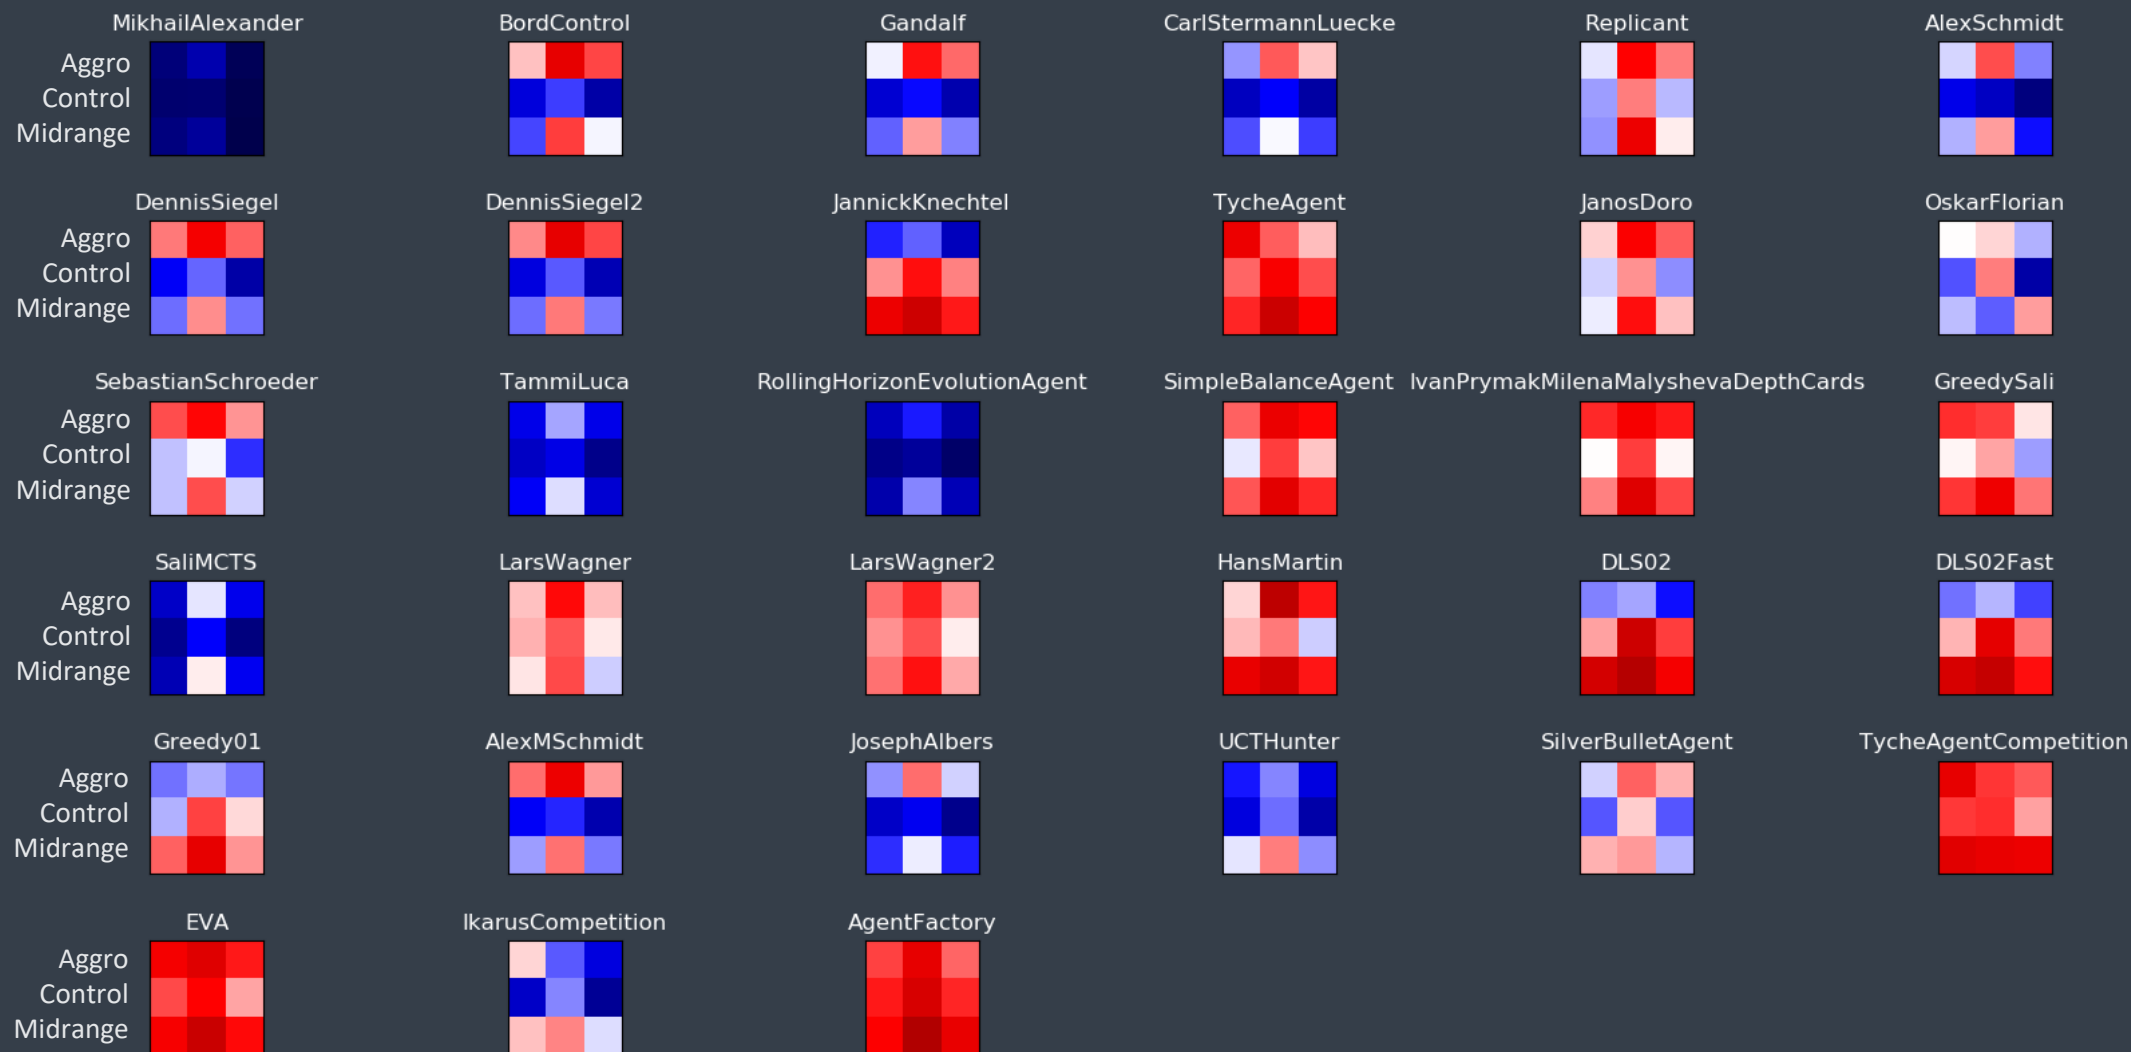 MikhailAlexander BordControl Gandalf CarlStermannLuecke Replicant AlexSchmidt
Aggro
Control
Midrange
DennisSiegel DennisSiegel2 JannickKnechtel TycheAgent JanosDoro OskarFlorian
Aggro
Control
Midrange
SebastianSchroeder TammiLuca RollingHorizonEvolutionAgent SimpleBalanceAgent IvanPrymakMilenaMalyshevaDepthCards GreedySali
Aggro
Control
Midrange
SaliMCTS LarsWagner LarsWagner2 HansMartin DLS02 DLS02Fast
Aggro
Control
Midrange
Greedy01 AlexMSchmidt JosephAlbers UCTHunter SilverBulletAgent TycheAgentCompetition
Aggro
Control
Midrange
EVA IkarusCompetition AgentFactory
Aggro
Control
Midrange